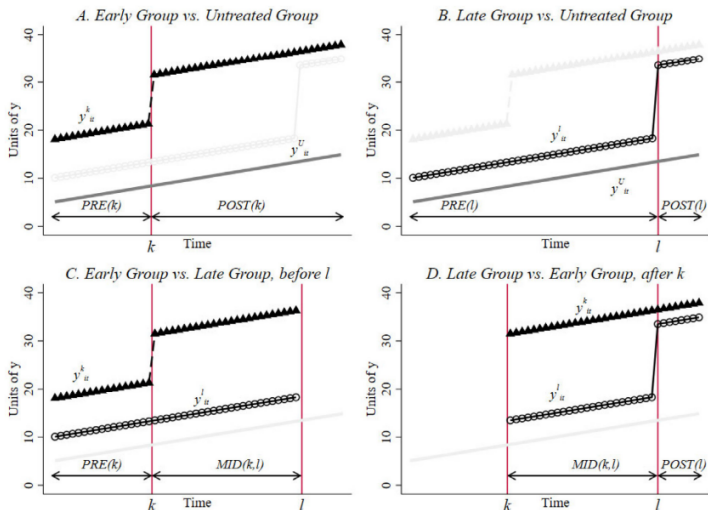 A. Early Group vs. Untreated Group
Units of y
40
30
20
10
0
y^k_it
y^U_it
PRE(k)
POST(k)
k
Time
B. Late Group vs. Untreated Group
Units of y
40
30
20
10
0
y^l_it
y^U_it
PRE(l)
POST(l)
Time
l
C. Early Group vs. Late Group, before l
Units of y
40
30
20
10
0
y^k_it
y^l_it
PRE(k)
MID(k,l)
k
Time
l
D. Late Group vs. Early Group, after k
Units of y
40
30
20
10
0
y^k_it
y^l_it
MID(k,l)
POST(l)
k
Time
l